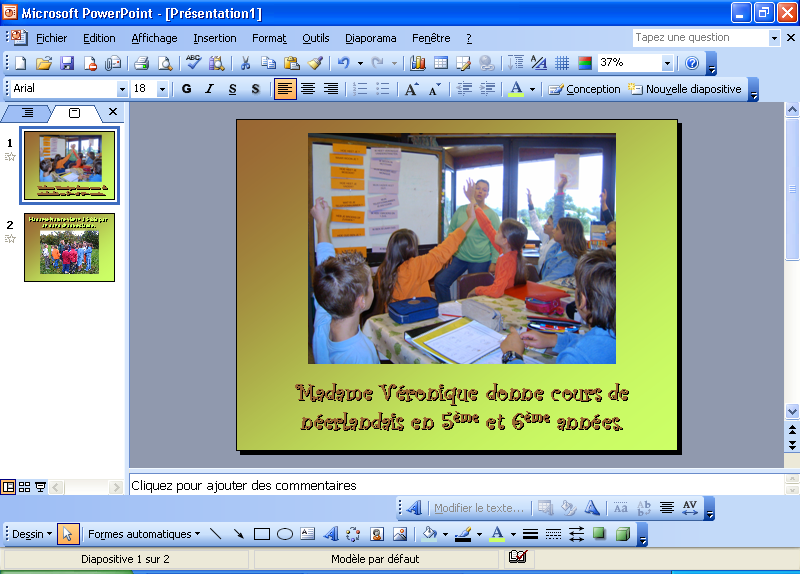 Microsoft PowerPoint - [Présentation1]
Fichier Edition Affichage Insertion Format Outils Diaporama Fenêtre ? Tapez une question
37%
Arial 18 G I S S Conception Nouvelle diapositive
1
2
Madame Véronique donne cours de
néerlandais en 5ème et 6ème années.
Cliquez pour ajouter des commentaires
Modifier le texte...
Dessin Formes automatiques
Diapositive 1 sur 2 Modèle par défaut